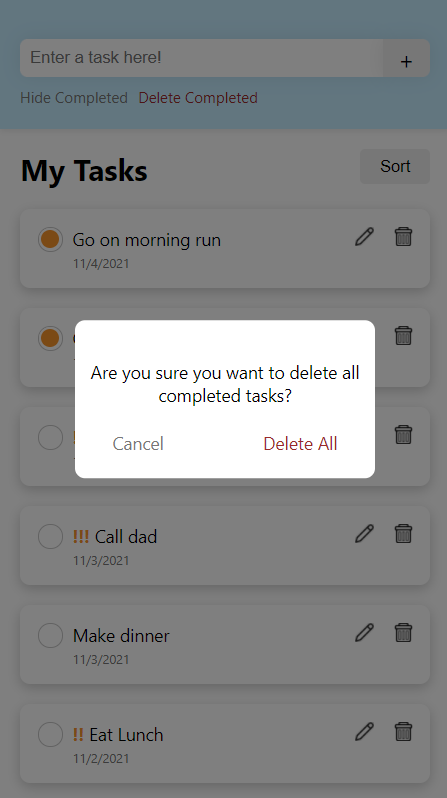 Enter a task here! +
Hide Completed Delete Completed
My Tasks Sort
Go on morning run
11/4/2021
Are you sure you want to delete all
completed tasks?
Cancel Delete All
!!! Call dad
11/3/2021
Make dinner
11/3/2021
!! Eat Lunch
11/2/2021